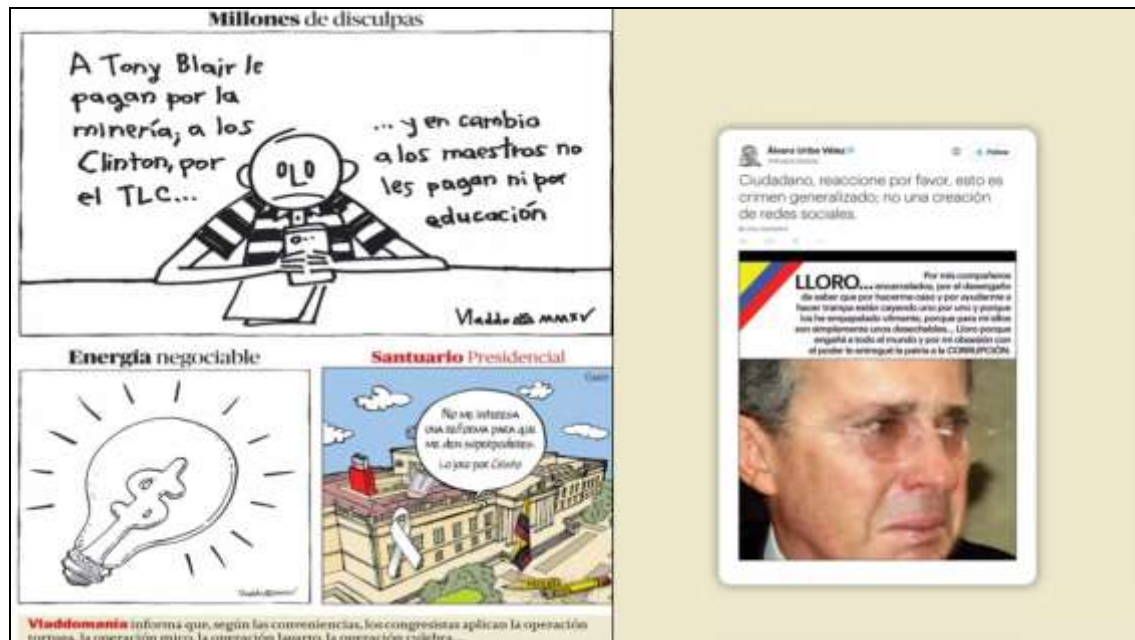 Millones de disculpas
A Tony Blair le
pagan por la
minería, a los
Clinton, por
el TLC...
... y en cambio
a los maestros no
les pagan ni por
educación
Vladdo MMXV
Energía negociable
Santuario Presidencial
No me interesa
una reforma para que
me den superpoderes.
Lo juro por Cristo
Vladdomanía informa que, según las conveniencias, los congresistas aplican la operación
tortuga, la operación mico, la operación lagarto, la operación culebra...
Álvaro Uribe Vélez
Follow
Ciudadano, reaccione por favor, esto es
crimen generalizado; no una creación
de redes sociales.
LLORO... Por mis compañeros
encarcelados, por el desengaño
de saber que por hacerme caso y por ayudarme a
hacer trampa están cayendo uno por uno y porque
los he empapelado vilmente, porque para mi ellos
son simplemente unos desechables... Lloro porque
engañé a todo el mundo y por mi obsesión con
el poder le entregué la patria a la CORRUPCIÓN.